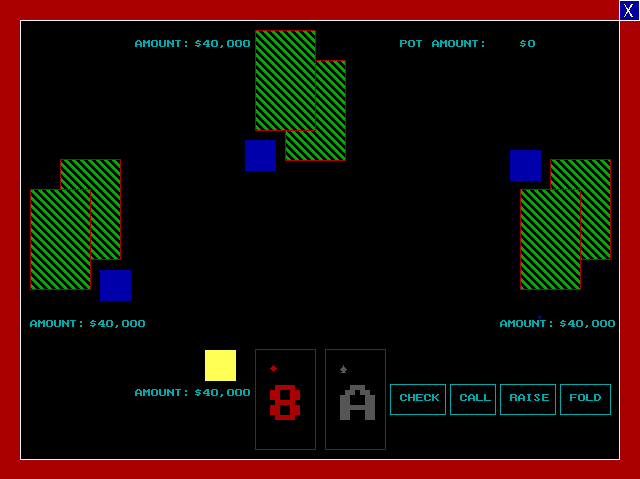 X
AMOUNT: $40,000
POT AMOUNT: $0
AMOUNT: $40,000
AMOUNT: $40,000
AMOUNT: $40,000
8
A
CHECK
CALL
RAISE
FOLD